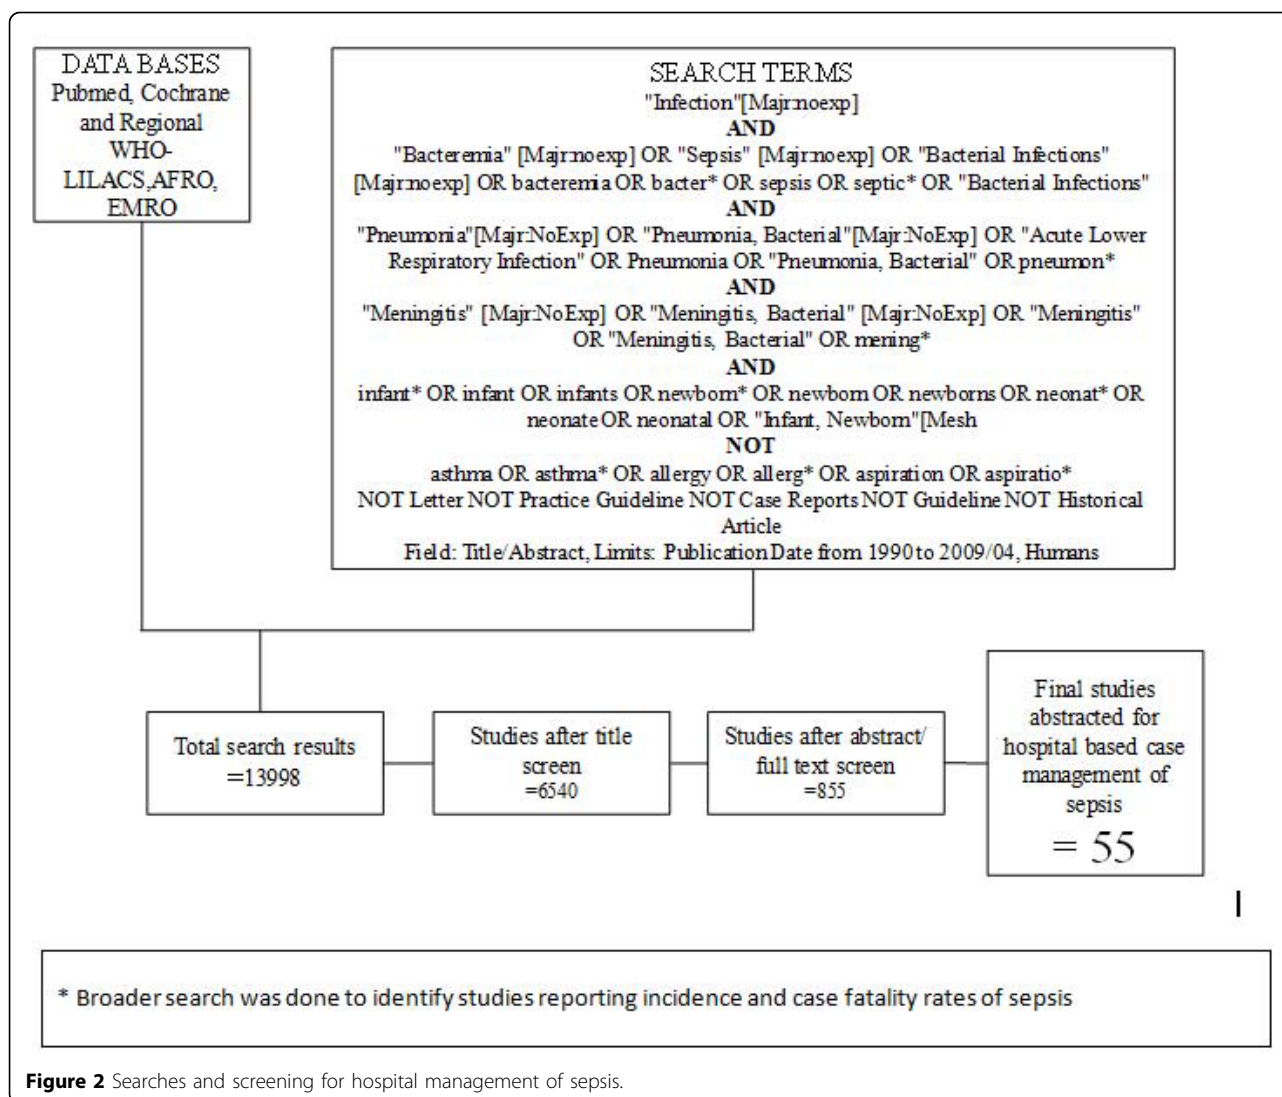 DATA BASES
Pubmed, Cochrane
and Regional
WHO-
LILACS,AFRO,
EMRO
SEARCH TERMS
"Infection"[Majr:noexp]
AND
"Bacteremia" [Majr:noexp] OR "Sepsis" [Majr:noexp] OR "Bacterial Infections"
[Majr:noexp] OR bacteremia OR bacter* OR sepsis OR septic* OR "Bacterial Infections"
AND
"Pneumonia"[Majr:NoExp] OR "Pneumonia, Bacterial"[Majr:NoExp] OR "Acute Lower
Respiratory Infection" OR Pneumonia OR "Pneumonia, Bacterial" OR pneumon*
AND
"Meningitis" [Majr:NoExp] OR "Meningitis, Bacterial" [Majr:NoExp] OR "Meningitis"
OR "Meningitis, Bacterial" OR mening*
AND
infant* OR infant OR infants OR newborn* OR newborn OR newborns OR neonat* OR
neonate OR neonatal OR "Infant, Newborn"[Mesh
NOT
asthma OR asthma* OR allergy OR allerg* OR aspiration OR aspiratio*
NOT Letter NOT Practice Guideline NOT Case Reports NOT Guideline NOT Historical
Article
Field: Title/Abstract, Limits: Publication Date from 1990 to 2009/04, Humans
Total search results
=13998
Studies after title
screen
=6540
Studies after abstract/
full text screen
=855
Final studies
abstracted for
hospital based case
management of
sepsis
= 55
* Broader search was done to identify studies reporting incidence and case fatality rates of sepsis
Figure 2 Searches and screening for hospital management of sepsis.